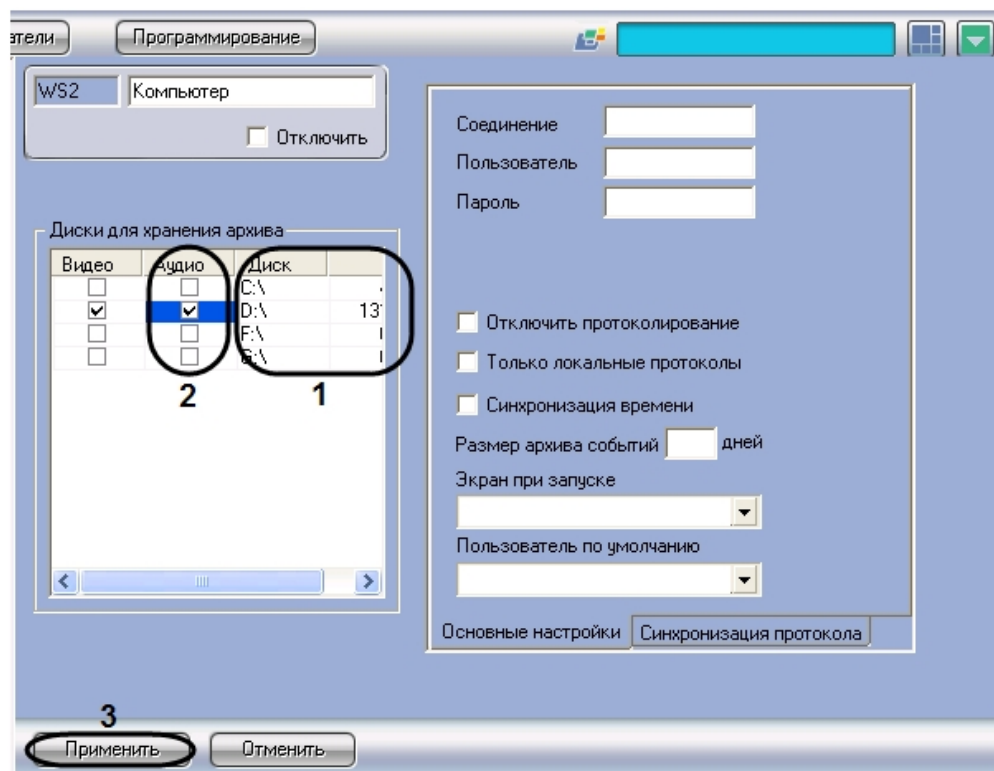 Программирование
WS2 Компьютер
Отключить
Диски для хранения архива
Видео Аудио Диск
C:\
D:\ 13
F:\
G:\
2 1
Соединение
Пользователь
Пароль
Отключить протоколирование
Только локальные протоколы
Синхронизация времени
Размер архива событий дней
Экран при запуске
Пользователь по умолчанию
Основные настройки Синхронизация протокола
3
Применить Отменить